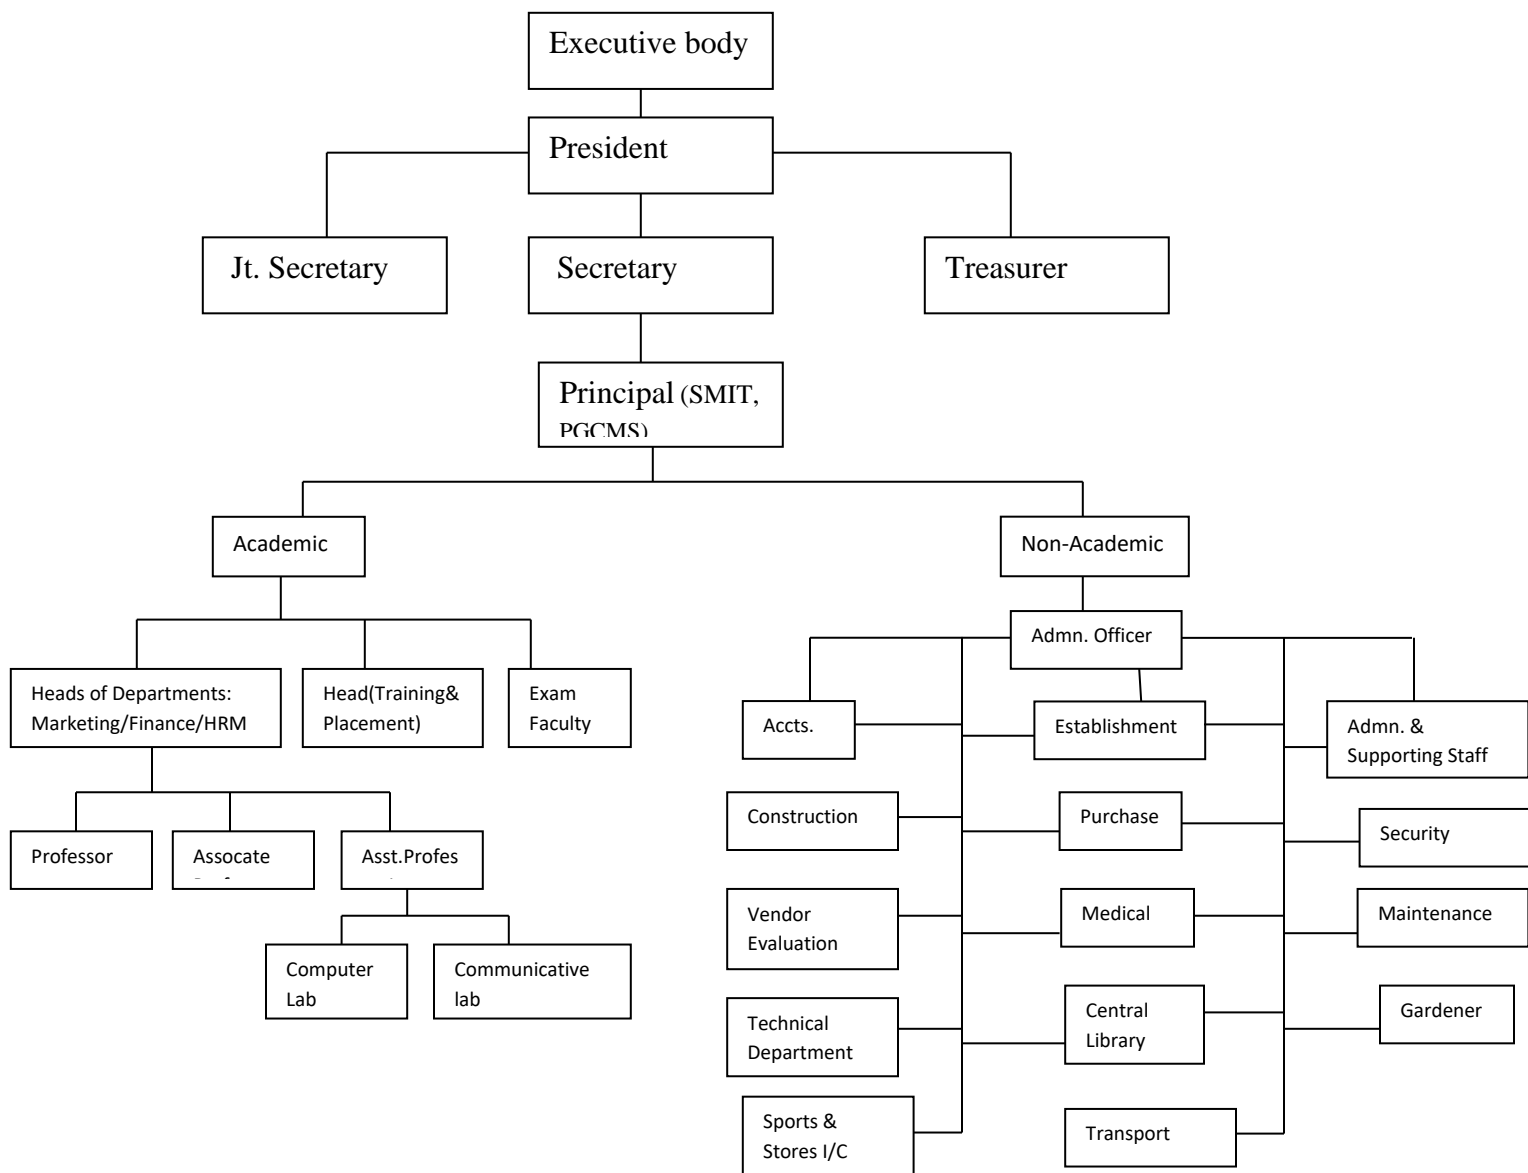 Executive body
President
Jt. Secretary
Secretary
Treasurer
Principal (SMIT,
PGCMS)
Academic
Non-Academic
Admn. Officer
Heads of Departments:
Marketing/Finance/HRM
Head(Training&
Placement)
Exam
Faculty
Accts.
Establishment
Admn. &
Supporting Staff
Construction
Purchase
Security
Professor
Assocate
Asst.Profes
Vendor
Evaluation
Medical
Maintenance
Computer
Lab
Communicative
lab
Technical
Department
Central
Library
Gardener
Sports &
Stores I/C
Transport